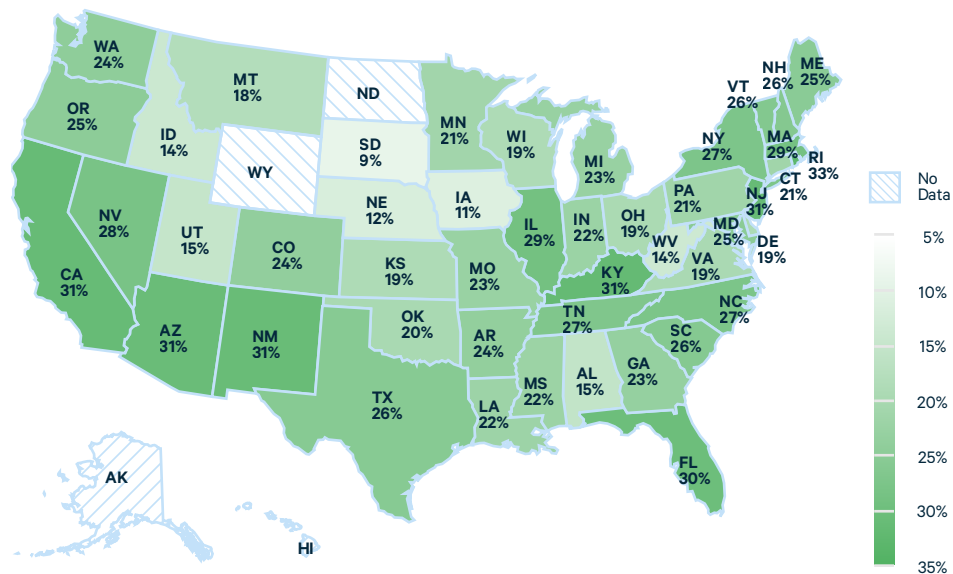 WA
24%
OR
25%
ID
14%
MT
18%
ND
SD
9%
WY
NE
12%
MN
21%
IA
11%
WI
19%
MI
23%
IL
29%
IN
22%
OH
19%
PA
21%
NY
27%
VT
26%
NH
26%
ME
25%
MA
29%
RI
33%
CT
21%
NJ
31%
MD
25%
DE
19%
WV
14%
VA
19%
KY
31%
NC
27%
TN
27%
SC
26%
GA
23%
AL
15%
MS
22%
LA
22%
AR
24%
MO
23%
KS
19%
OK
20%
TX
26%
NM
31%
AZ
31%
CO
24%
UT
15%
NV
28%
CA
31%
FL
30%
AK
HI
No
Data
5%
10%
15%
20%
25%
30%
35%